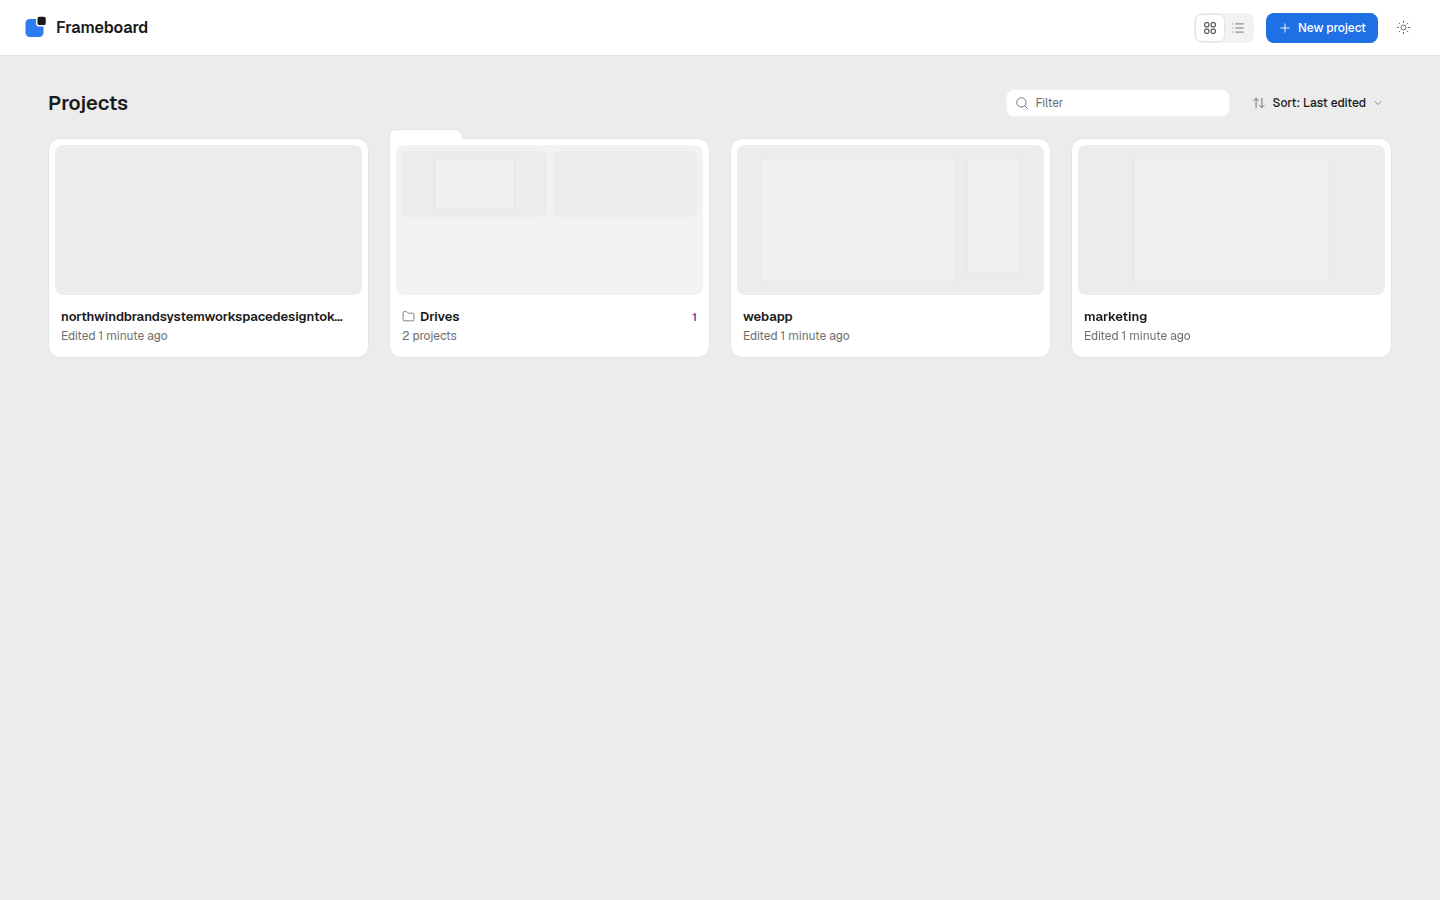 Frameboard
New project
Projects
Filter
Sort: Last edited
northwindbrandsystemworkspacedesigntok...
Edited 1 minute ago
Drives
1
2 projects
webapp
Edited 1 minute ago
marketing
Edited 1 minute ago